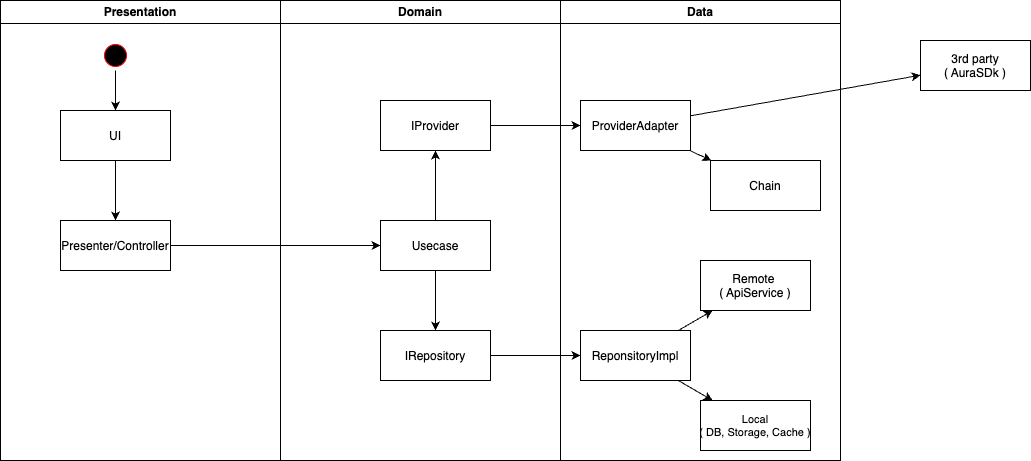 Presentation
Domain
Data
3rd party
( AuraSDk )
UI
IProvider
ProviderAdapter
Chain
Presenter/Controller
Usecase
Remote
( ApiService )
IRepository
ReponsitoryImpl
Local
( DB, Storage, Cache )